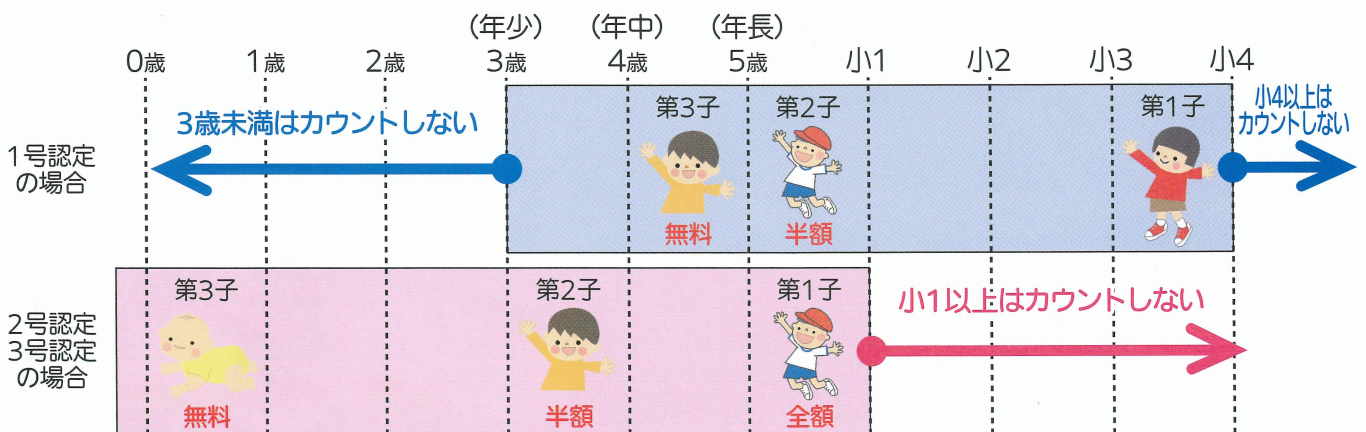 （年少）（年中）（年長）
0歳 1歳 2歳 3歳 4歳 5歳 小1 小2 小3 小4
1号認定
の場合
3歳未満はカウントしない
第3子 第2子 第1子
無料 半額
小4以上は
カウントしない
2号認定
3号認定
の場合
第3子 第2子 第1子
無料 半額 全額
小1以上はカウントしない